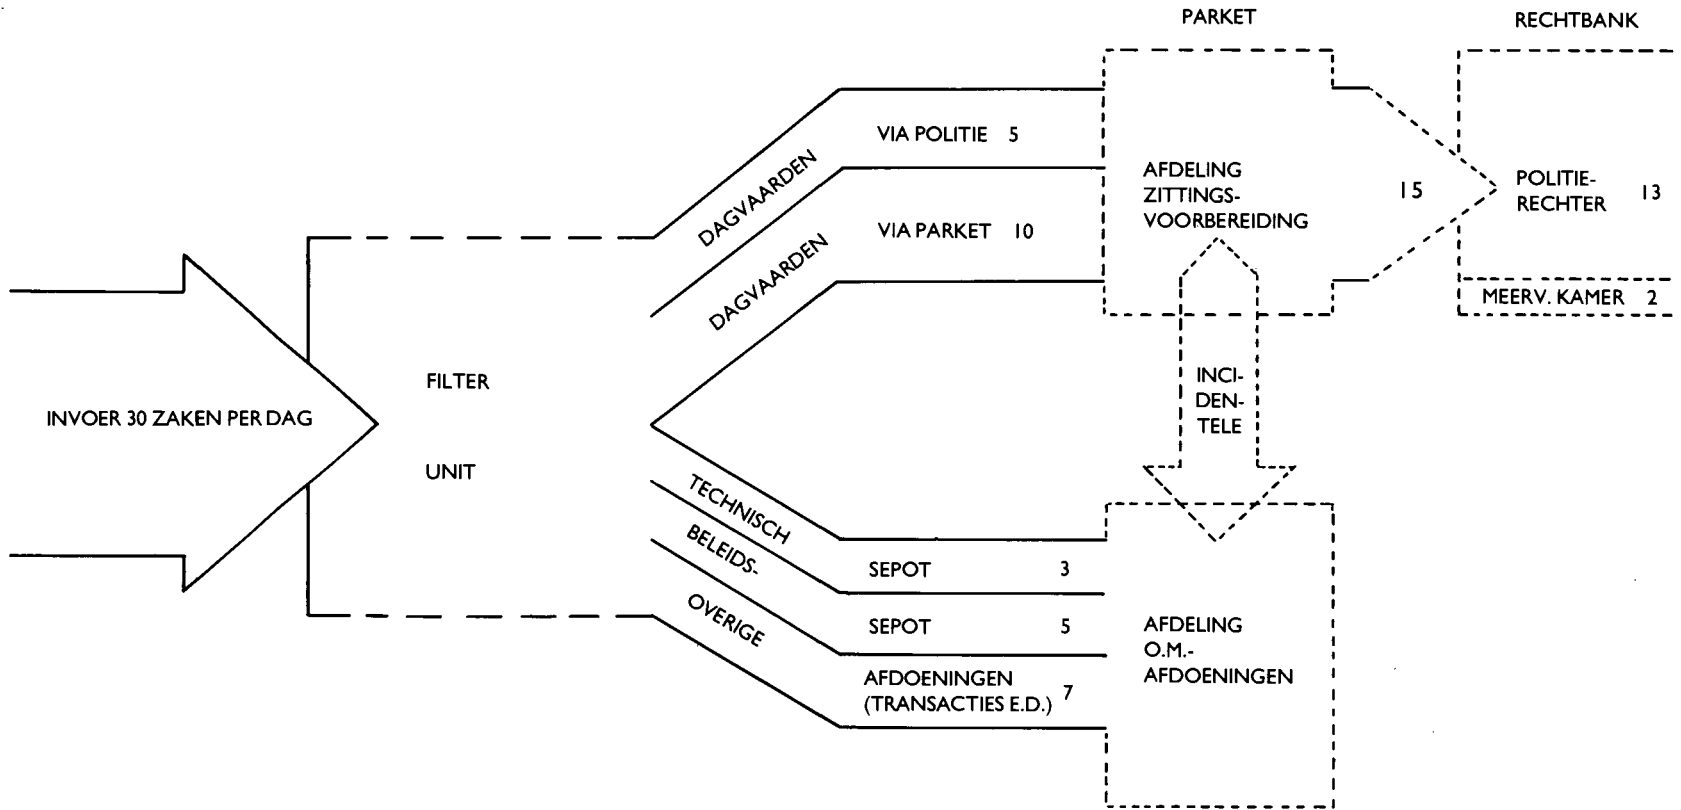 PARKET
RECHTBANK
INVOER 30 ZAKEN PER DAG
FILTER
UNIT
DAGVAARDEN
VIA POLITIE 5
DAGVAARDEN
VIA PARKET 10
AFDELING
ZITTINGS-
VOORBEREIDING
15
POLITIE-
RECHTER 13
MEERV. KAMER 2
INCI-
DEN-
TELE
TECHNISCH
SEPOT 3
BELEIDS-
SEPOT 5
OVERIGE
AFDOENINGEN
(TRANSACTIES E.D.) 7
AFDELING
O.M.-
AFDOENINGEN